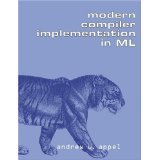 modern
compiler
implementation
in ML
andrew w. appel